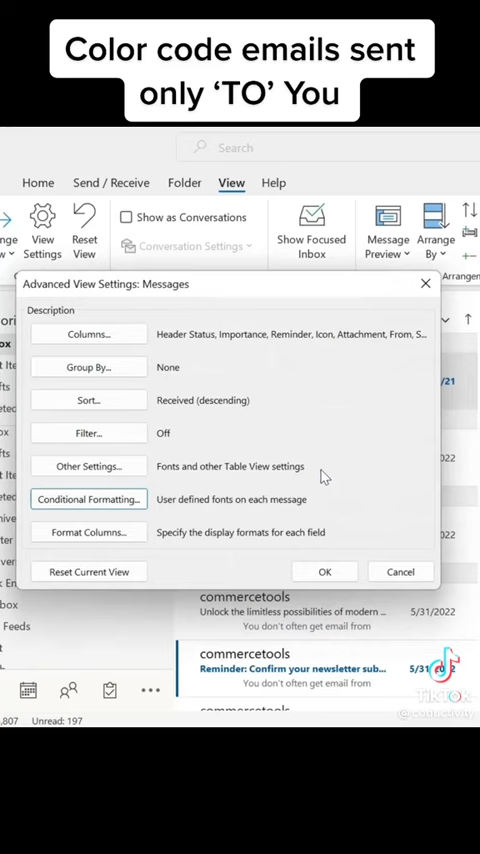 Color code emails sent
only ‘TO’ You
Search
Home Send / Receive Folder View Help
View
Settings
Reset
View
Show as Conversations
Conversation Settings
Show Focused
Inbox
Message
Preview
Arrange
By
Advanced View Settings: Messages
Description
Columns... Header Status, Importance, Reminder, Icon, Attachment, From, S...
Group By... None
Sort... Received (descending)
Filter... Off
Other Settings... Fonts and other Table View settings
Conditional Formatting... User defined fonts on each message
Format Columns... Specify the display formats for each field
Reset Current View OK Cancel
commercetools
Unlock the limitless possibilities of modern ... 5/31/2022
You don't often get email from
commercetools
Reminder: Confirm your newsletter sub...
You don't often get email from
commercetools
Feeds
TikTok
Unread: 197